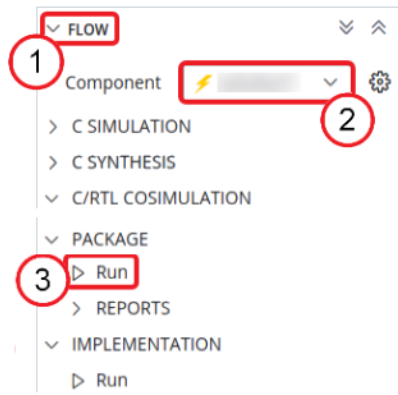 FLOW
1
Component
2
C SIMULATION
C SYNTHESIS
C/RTL COSIMULATION
PACKAGE
3 Run
REPORTS
IMPLEMENTATION
Run